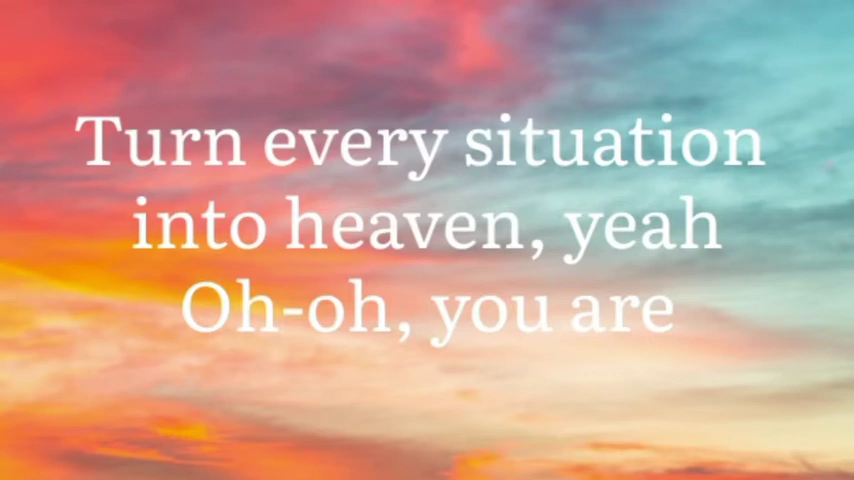 Turn every situation
into heaven, yeah
Oh-oh, you are